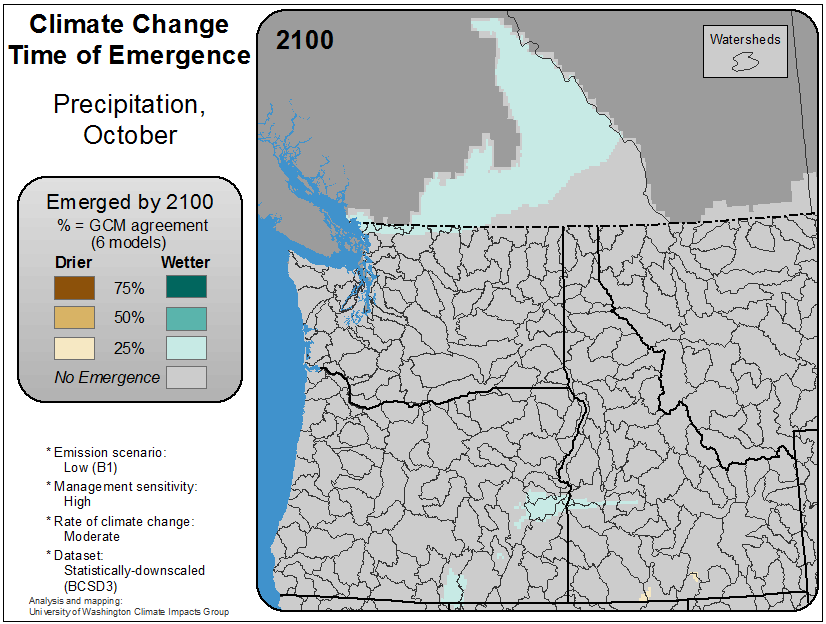 Climate Change
Time of Emergence
Precipitation,
October
Emerged by 2100
% = GCM agreement
(6 models)
Drier Wetter
75%
50%
25%
No Emergence
* Emission scenario:
Low (B1)
* Management sensitivity:
High
* Rate of climate change:
Moderate
* Dataset:
Statistically-downscaled
(BCSD3)
Analysis and mapping:
University of Washington Climate Impacts Group
2100
Watersheds